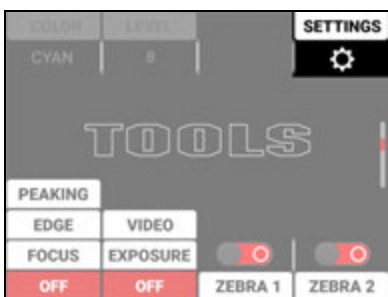 COLOR LEVEL SETTINGS
CYAN 8
TOOLS
PEAKING
EDGE VIDEO
FOCUS EXPOSURE
OFF OFF ZEBRA 1 ZEBRA 2